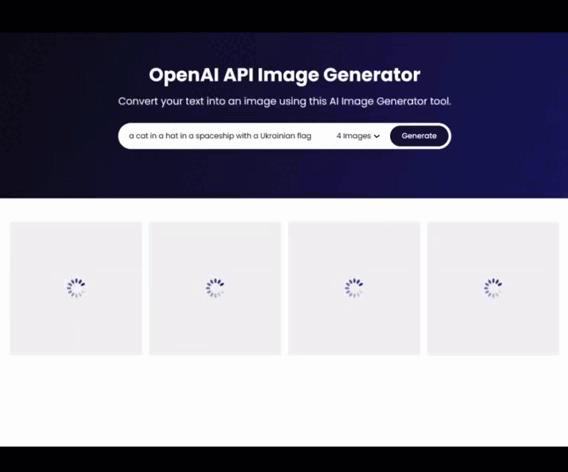 OpenAI API Image Generator
Convert your text into an image using this AI Image Generator tool.
a cat in a hat in a spaceship with a Ukrainian flag 4 Images Generate